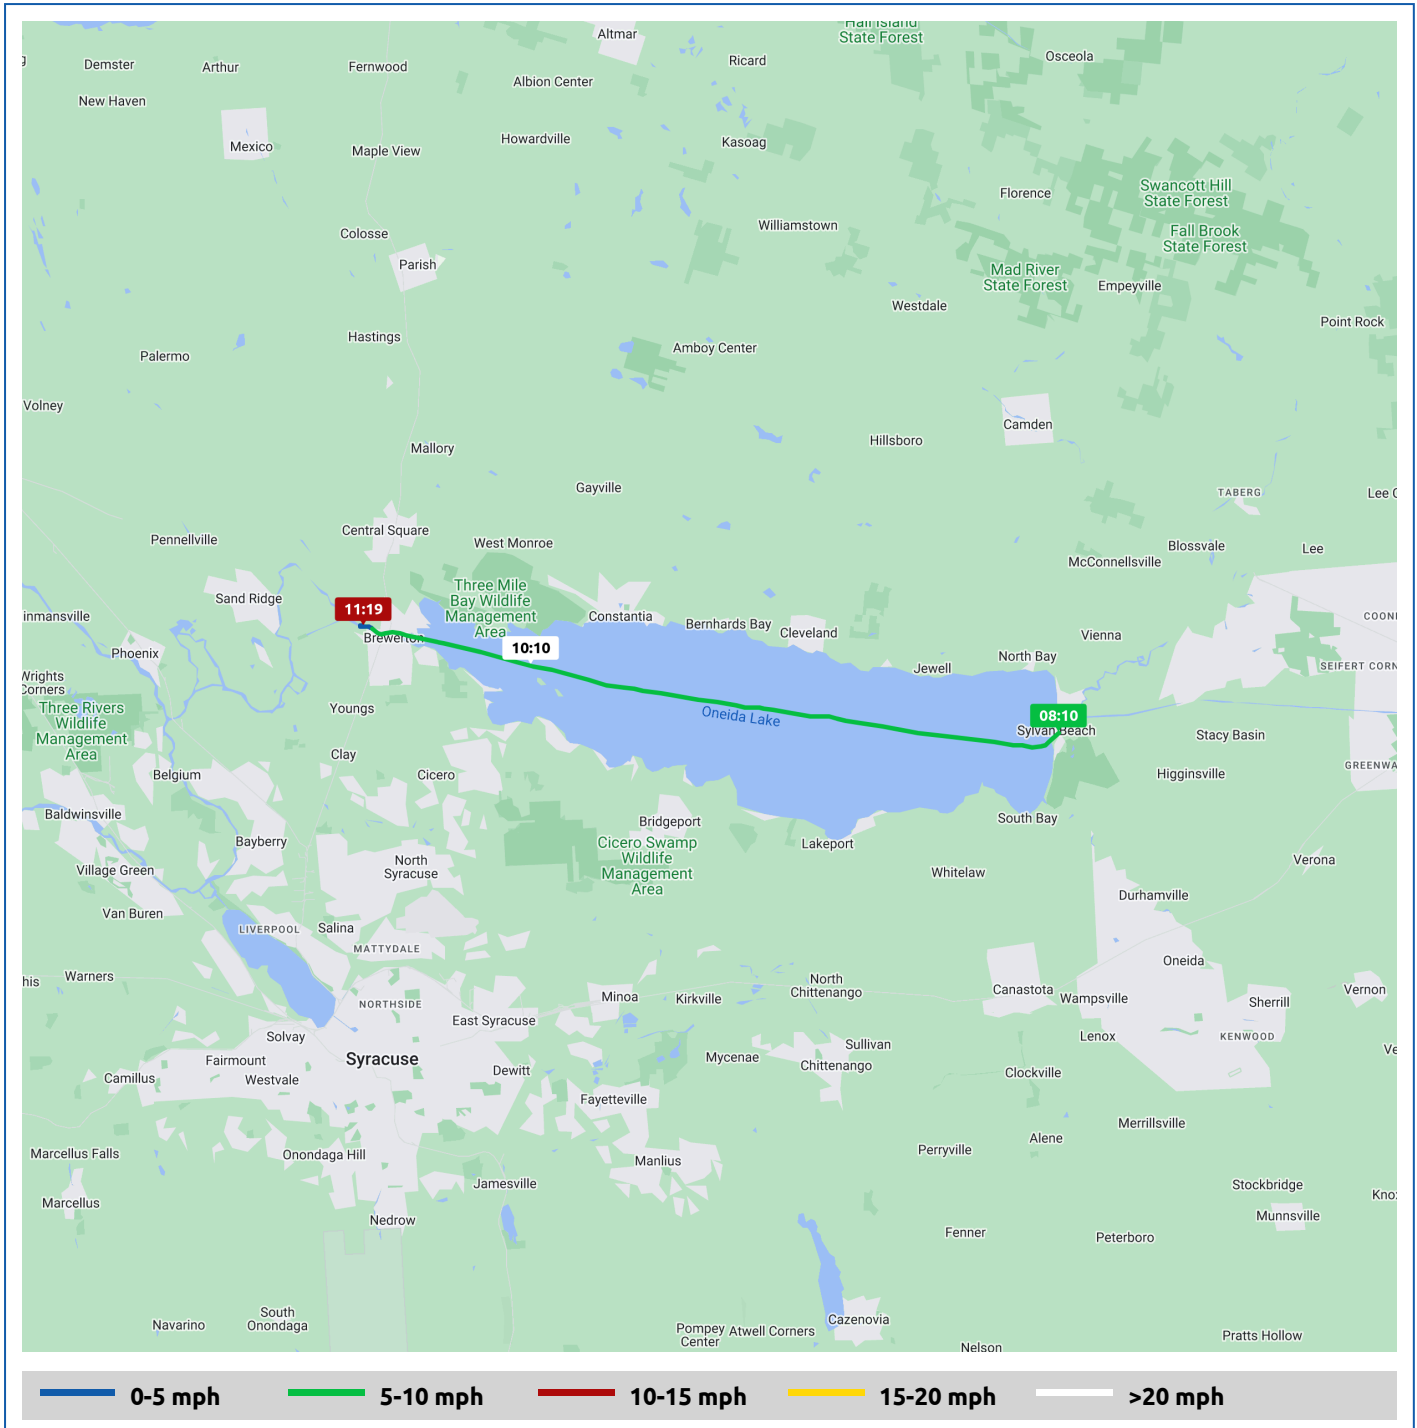 Hall Island
State Forest
Altmar
Osceola
Ricard
Demster
Arthur
Fernwood
Albion Center
New Haven
Howardville
Kasoag
Mexico
Maple View
Swancott Hill
State Forest
Florence
Williamstown
Colosse
Fall Brook
State Forest
Parish
Mad River
State Forest
Empeyville
Westdale
Point Rock
Hastings
Amboy Center
Palermo
Volney
Camden
Hillsboro
Mallory
Gayville
TABERG
Lee C
Central Square
Pennellville
West Monroe
Blossvale
Lee
McConnellsville
Three Mile
Bay Wildlife
Management
Area
Sand Ridge
11:19
inmansville
Constantia
Bernhards Bay
Cleveland
COON
Brewerton
Vienna
10:10
Phoenix
North Bay
Jewell
SEIFERT CORN
Wrights
Corners
Three Rivers
Wildlife
Management
Area
Youngs
Oneida Lake
08:10
Sylvan Beach
Stacy Basin
Clay
GREENWA
Belgium
Cicero
Higginsville
Baldwinsville
Bridgeport
South Bay
Bayberry
Cicero Swamp
Wildlife
Management
Area
Lakeport
North
Syracuse
Verona
Village Green
Whitelaw
Durhamville
Van Buren
LIVERPOOL
Salina
MATTYDALE
Oneida
Warners
his
North
Chittenango
Canastota
Wampsville
Vernon
Minoa
Kirkville
Sherrill
NORTHSIDE
East Syracuse
Solvay
Lenox
KENWOOD
Sullivan
Ve
Syracuse
Mycenae
Fairmount
Chittenango
Camillus
Westvale
Dewitt
Clockville
Fayetteville
Merrillsville
Alene
Marcellus Falls
Onondaga Hill
Perryville
Manlius
Jamesville
Stockbridge
Marcellus
Knox
Munnsville
Nedrow
Fenner
Peterboro
South
Onondaga
Navarino
Cazenovia
Pompey
Center
Atwell Corners
Pratts Hollow
Nelson
0-5 mph
5-10 mph
10-15 mph
15-20 mph
>20 mph